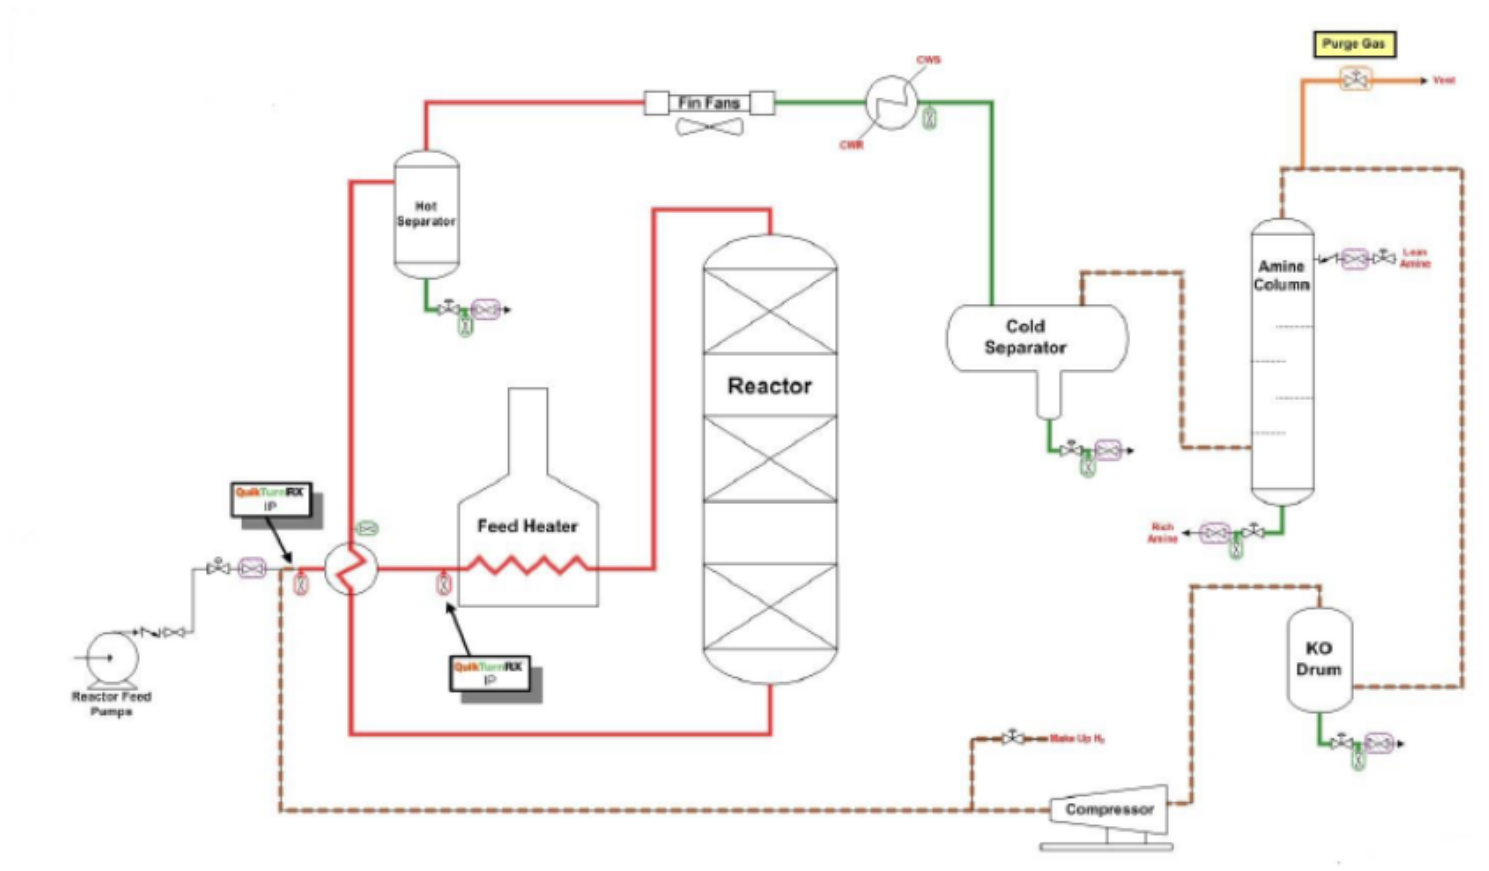 Purge Gas
Vent
CWS
Fin Fans
CWR
Hot
Separator
Lean
Amine
Amine
Column
Cold
Separator
Reactor
QuikTurnRX
IP
Feed Heater
Rich
Amine
KO
Drum
QuikTurnRX
IP
Reactor Feed
Pumps
Make Up H₂
Compressor